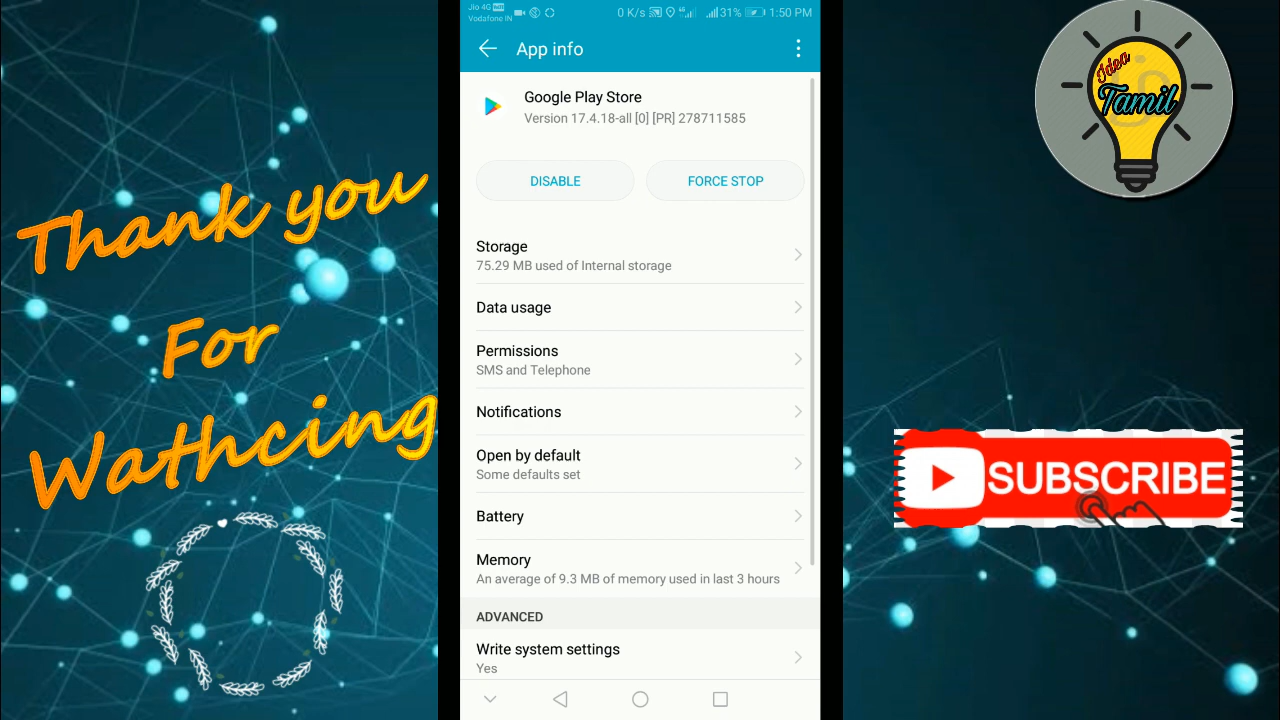 Thank you
For
Wathcing
Jio 4G VoD
Vodafone IN
0 K/s
31%
1:50 PM
App info
Google Play Store
Version 17.4.18-all [0] [PR] 278711585
DISABLE
FORCE STOP
Storage
75.29 MB used of Internal storage
Data usage
Permissions
SMS and Telephone
Notifications
Open by default
Some defaults set
Battery
Memory
An average of 9.3 MB of memory used in last 3 hours
ADVANCED
Write system settings
Yes
Idea
Tamil
SUBSCRIBE